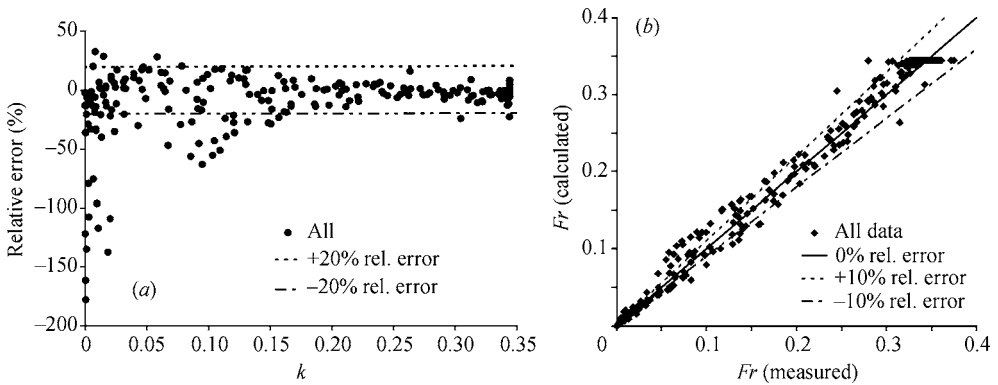 (a)
50
0
–50
–100
–150
–200
Relative error (%)
All
+20% rel. error
–20% rel. error
0
0.05
0.10
0.15
0.20
0.25
0.30
0.35
k
(b)
0.4
0.3
0.2
0.1
Fr (calculated)
All data
0% rel. error
+10% rel. error
–10% rel. error
0
0.1
0.2
0.3
0.4
Fr (measured)